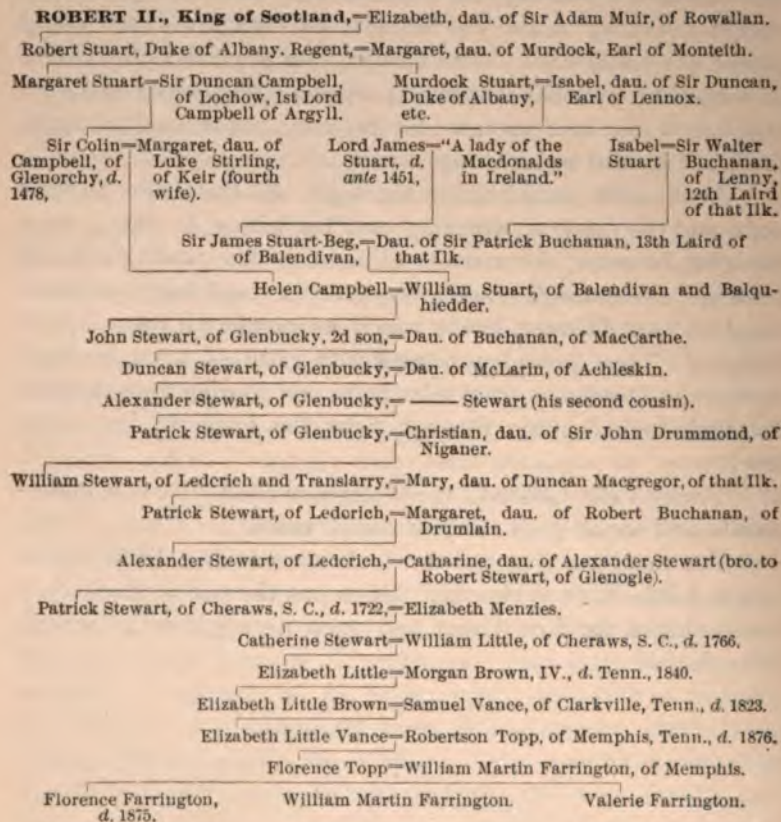 ROBERT II., King of Scotland,=Elizabeth, dau. of Sir Adam Muir, of Rowallan.
Robert Stuart, Duke of Albany. Regent,=Margaret, dau. of Murdock, Earl of Monteith.
Margaret Stuart=Sir Duncan Campbell, of Lochow, 1st Lord Campbell of Argyll.
Murdock Stuart, Duke of Albany, etc.=Isabel, dau. of Sir Duncan, Earl of Lennox.
Sir Colin Campbell, of Glenorchy, d. 1478,=Margaret, dau. of Luke Stirling, of Keir (fourth wife).
Lord James Stuart, d. ante 1451,="A lady of the Macdonalds in Ireland."
Isabel Stuart=Sir Walter Buchanan, of Lenny, 12th Laird of that Ilk.
Sir James Stuart-Beg, of Balendivan,=Dau. of Sir Patrick Buchanan, 13th Laird of that Ilk.
Helen Campbell=William Stuart, of Balendivan and Balquhiedder.
John Stewart, of Glenbucky, 2d son,=Dau. of Buchanan, of MacCarthe.
Duncan Stewart, of Glenbucky,=Dau. of McLarin, of Achleskin.
Alexander Stewart, of Glenbucky,=—— Stewart (his second cousin).
Patrick Stewart, of Glenbucky,=Christian, dau. of Sir John Drummond, of Niganer.
William Stewart, of Ledcrich and Translarry,=Mary, dau. of Duncan Macgregor, of that Ilk.
Patrick Stewart, of Ledcrich,=Margaret, dau. of Robert Buchanan, of Drumlain.
Alexander Stewart, of Ledcrich,=Catharine, dau. of Alexander Stewart (bro. to Robert Stewart, of Glenogle).
Patrick Stewart, of Cheraws, S. C., d. 1722,=Elizabeth Menzies.
Catherine Stewart=William Little, of Cheraws, S. C., d. 1766.
Elizabeth Little=Morgan Brown, IV., d. Tenn., 1840.
Elizabeth Little Brown=Samuel Vance, of Clarkville, Tenn., d. 1823.
Elizabeth Little Vance=Robertson Topp, of Memphis, Tenn., d. 1876.
Florence Topp=William Martin Farrington, of Memphis.
Florence Farrington, d. 1875.
William Martin Farrington.
Valerie Farrington.